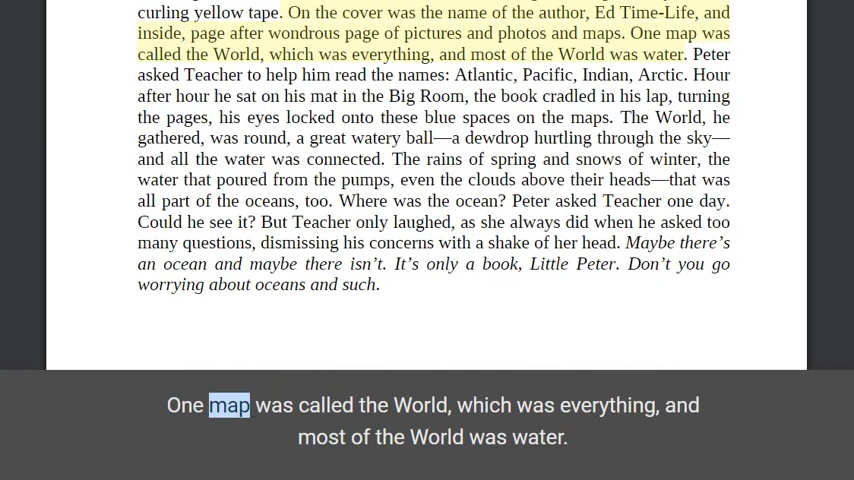 curling yellow tape. On the cover was the name of the author, Ed Time-Life, and
inside, page after wondrous page of pictures and photos and maps. One map was
called the World, which was everything, and most of the World was water. Peter
asked Teacher to help him read the names: Atlantic, Pacific, Indian, Arctic. Hour
after hour he sat on his mat in the Big Room, the book cradled in his lap, turning
the pages, his eyes locked onto these blue spaces on the maps. The World, he
gathered, was round, a great watery ball—a dewdrop hurtling through the sky—
and all the water was connected. The rains of spring and snows of winter, the
water that poured from the pumps, even the clouds above their heads—that was
all part of the oceans, too. Where was the ocean? Peter asked Teacher one day.
Could he see it? But Teacher only laughed, as she always did when he asked too
many questions, dismissing his concerns with a shake of her head. Maybe there’s
an ocean and maybe there isn’t. It’s only a book, Little Peter. Don’t you go
worrying about oceans and such.
One map was called the World, which was everything, and
most of the World was water.